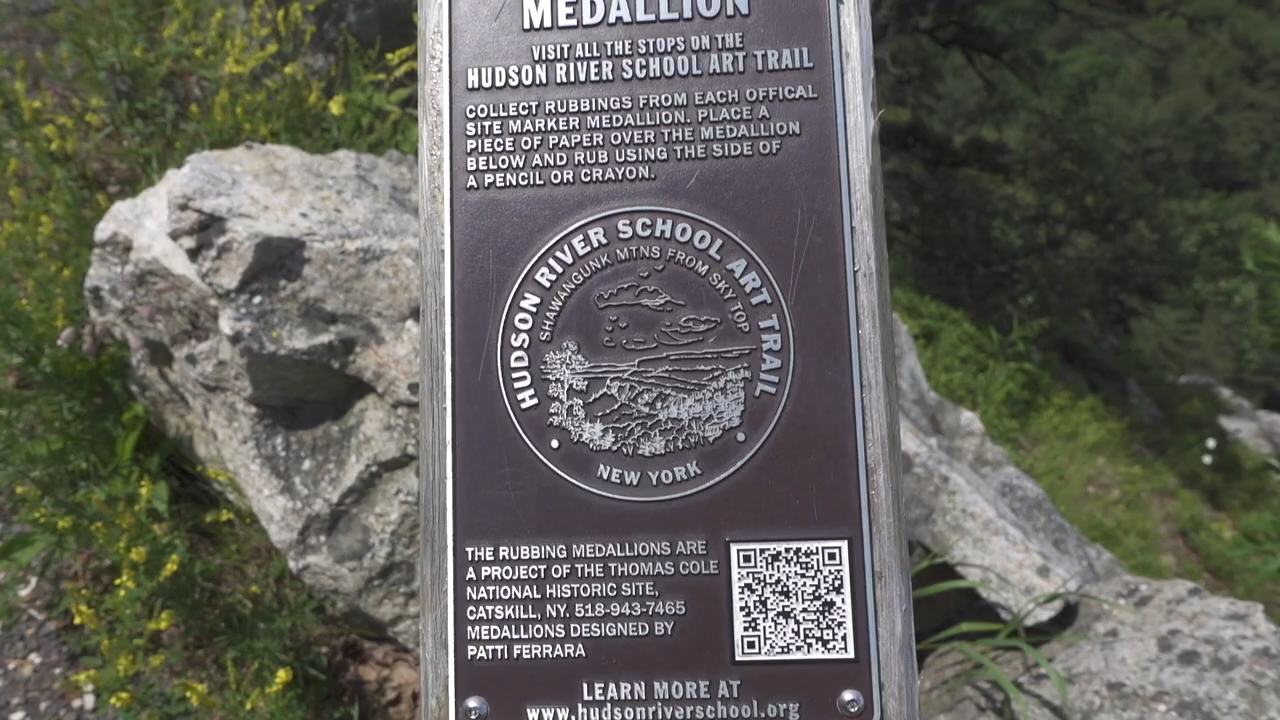 MEDALLION
VISIT ALL THE STOPS ON THE
HUDSON RIVER SCHOOL ART TRAIL
COLLECT RUBBINGS FROM EACH OFFICAL
SITE MARKER MEDALLION. PLACE A
PIECE OF PAPER OVER THE MEDALLION
BELOW AND RUB USING THE SIDE OF
A PENCIL OR CRAYON.
HUDSON RIVER SCHOOL ART TRAIL
SHAWANGUNK MTNS FROM SKY TOP
NEW YORK
THE RUBBING MEDALLIONS ARE
A PROJECT OF THE THOMAS COLE
NATIONAL HISTORIC SITE,
CATSKILL, NY. 518-943-7465
MEDALLIONS DESIGNED BY
PATTI FERRARA
LEARN MORE AT
www.hudsonriverschool.org